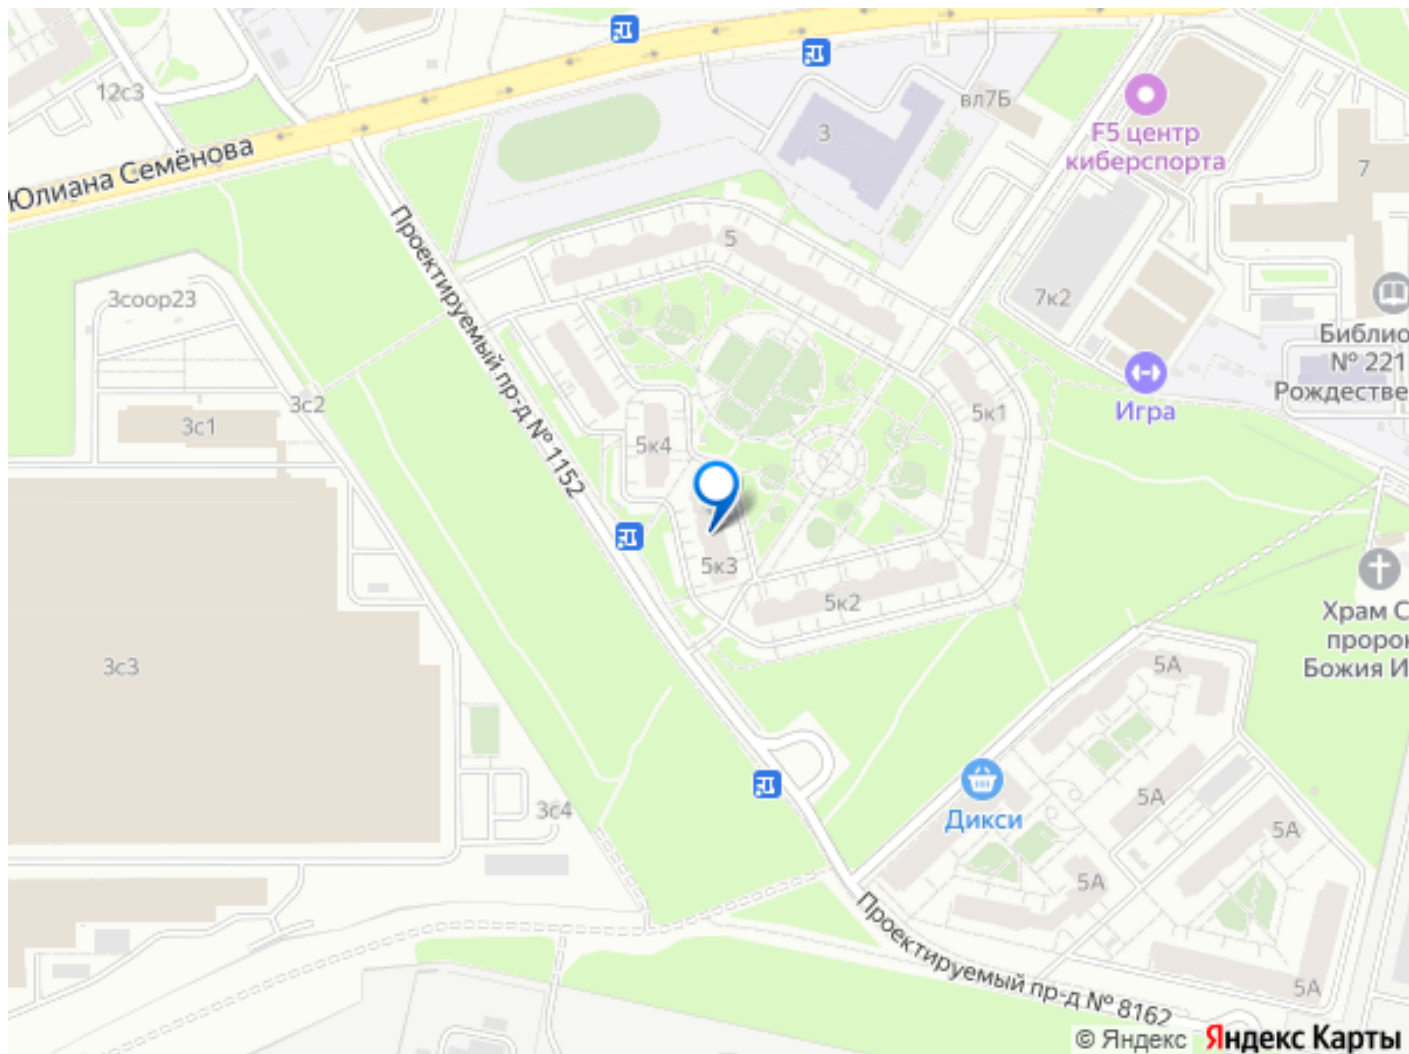 12с3
вл7Б
F5 центр
киберспорта
3
7
Юлиана Семёнова
Проектируемый пр-д № 1152
5
3соор23
7к2
Библио
№ 221
Рождестве
Игра
3с2
3с1
5к1
5к4
5к3
5к2
Храм С
проро
Божия И
3с3
5А
5А
Дикси
3с4
5А
5А
Проектируемый пр-д № 8162
5А
© Яндекс Яндекс Карты